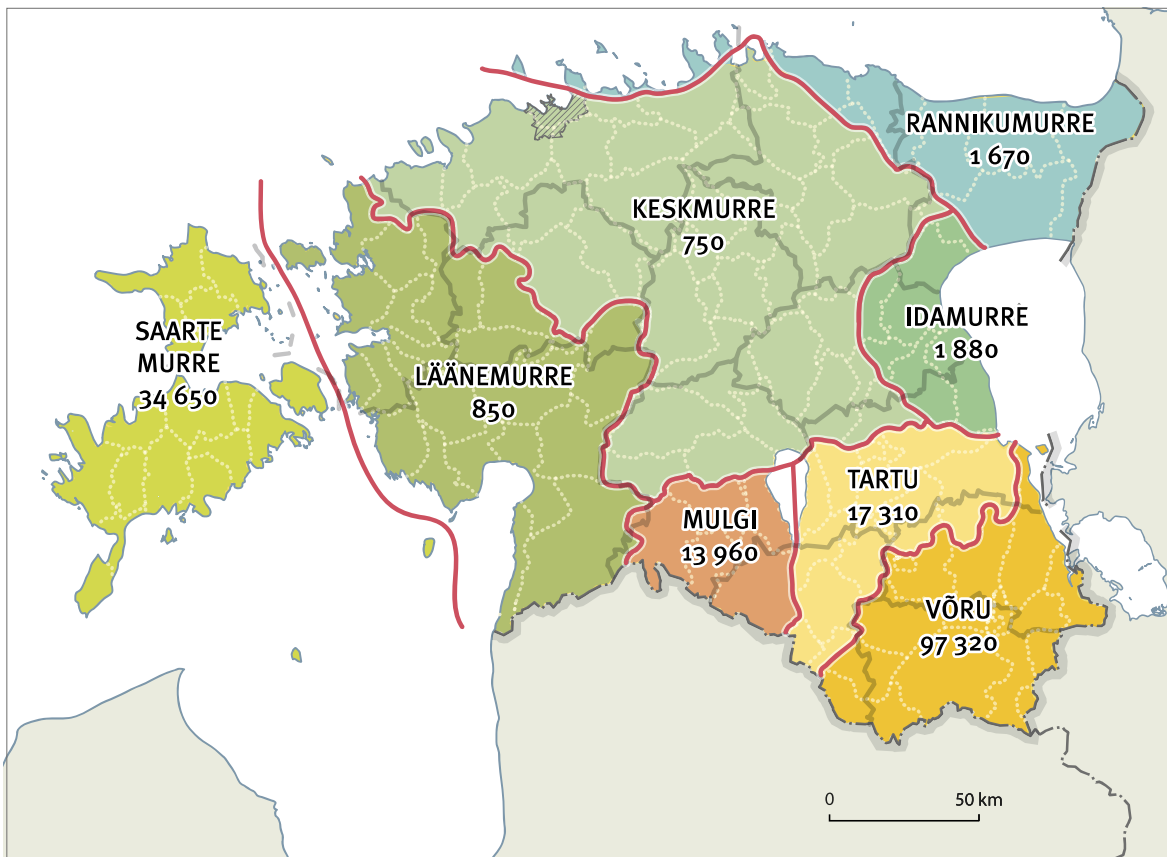 RANNIKUMURRE
1 670
KESKMURRE
750
IDAMURRE
1 880
SAARTE
MURRE
34 650
LÄÄNEMURRE
850
TARTU
17 310
MULGI
13 960
VÕRU
97 320
0
50 km